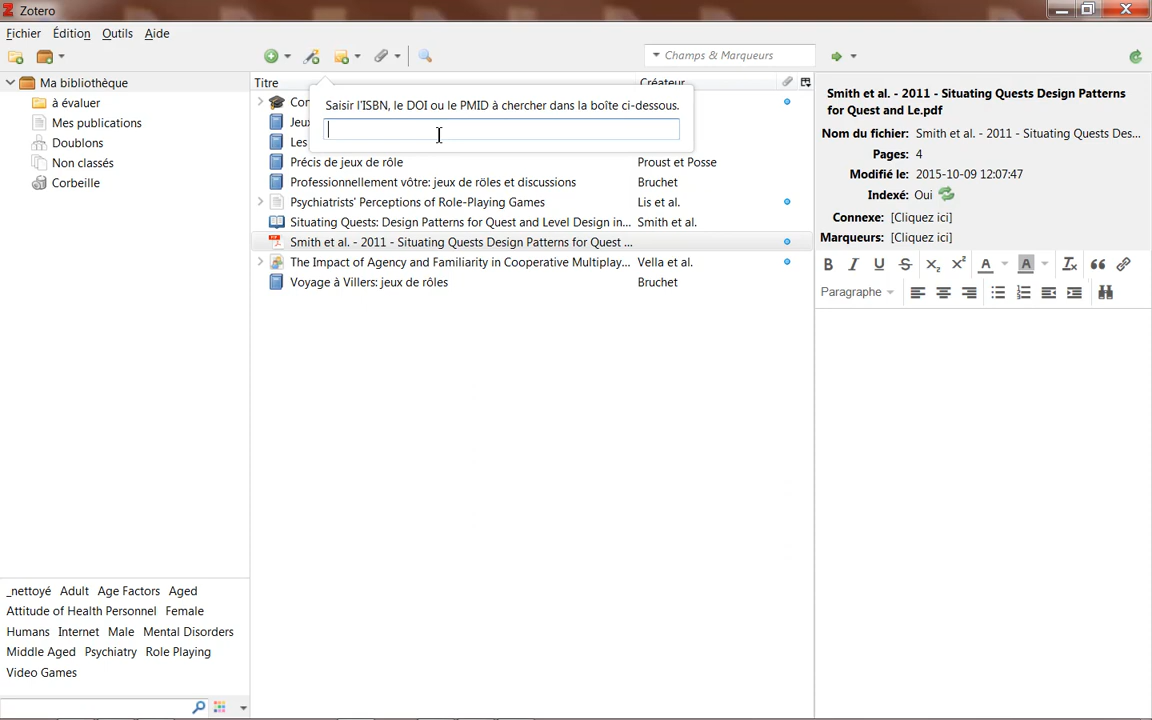 Zotero
Fichier Édition Outils Aide
Champs & Marqueurs
Ma bibliothèque
à évaluer
Mes publications
Doublons
Non classés
Corbeille
_nettoyé Adult Age Factors Aged
Attitude of Health Personnel Female
Humans Internet Male Mental Disorders
Middle Aged Psychiatry Role Playing
Video Games
Titre Créateur
Saisir l'ISBN, le DOI ou le PMID à chercher dans la boîte ci-dessous.
Con
Jeux
Les
Précis de jeux de rôle Proust et Posse
Professionnellement vôtre: jeux de rôles et discussions Bruchet
Psychiatrists' Perceptions of Role-Playing Games Lis et al.
Situating Quests: Design Patterns for Quest and Level Design in... Smith et al.
Smith et al. - 2011 - Situating Quests Design Patterns for Quest ...
The Impact of Agency and Familiarity in Cooperative Multiplay... Vella et al.
Voyage à Villers: jeux de rôles Bruchet
Smith et al. - 2011 - Situating Quests Design Patterns
for Quest and Le.pdf
Nom du fichier: Smith et al. - 2011 - Situating Quests Des...
Pages: 4
Modifié le: 2015-10-09 12:07:47
Indexé: Oui
Connexe: [Cliquez ici]
Marqueurs: [Cliquez ici]
B I U S X₂ X² A A Tx
Paragraphe